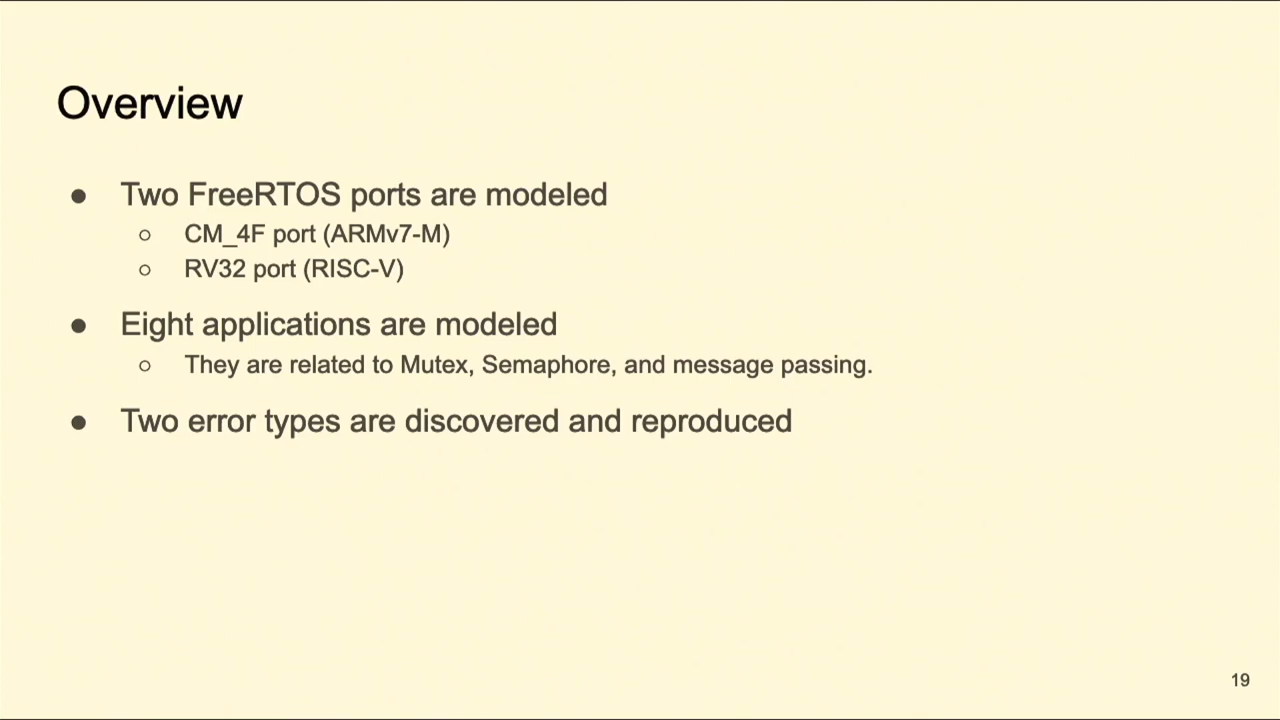 Overview
● Two FreeRTOS ports are modeled
○ CM_4F port (ARMv7-M)
○ RV32 port (RISC-V)
● Eight applications are modeled
○ They are related to Mutex, Semaphore, and message passing.
● Two error types are discovered and reproduced
19